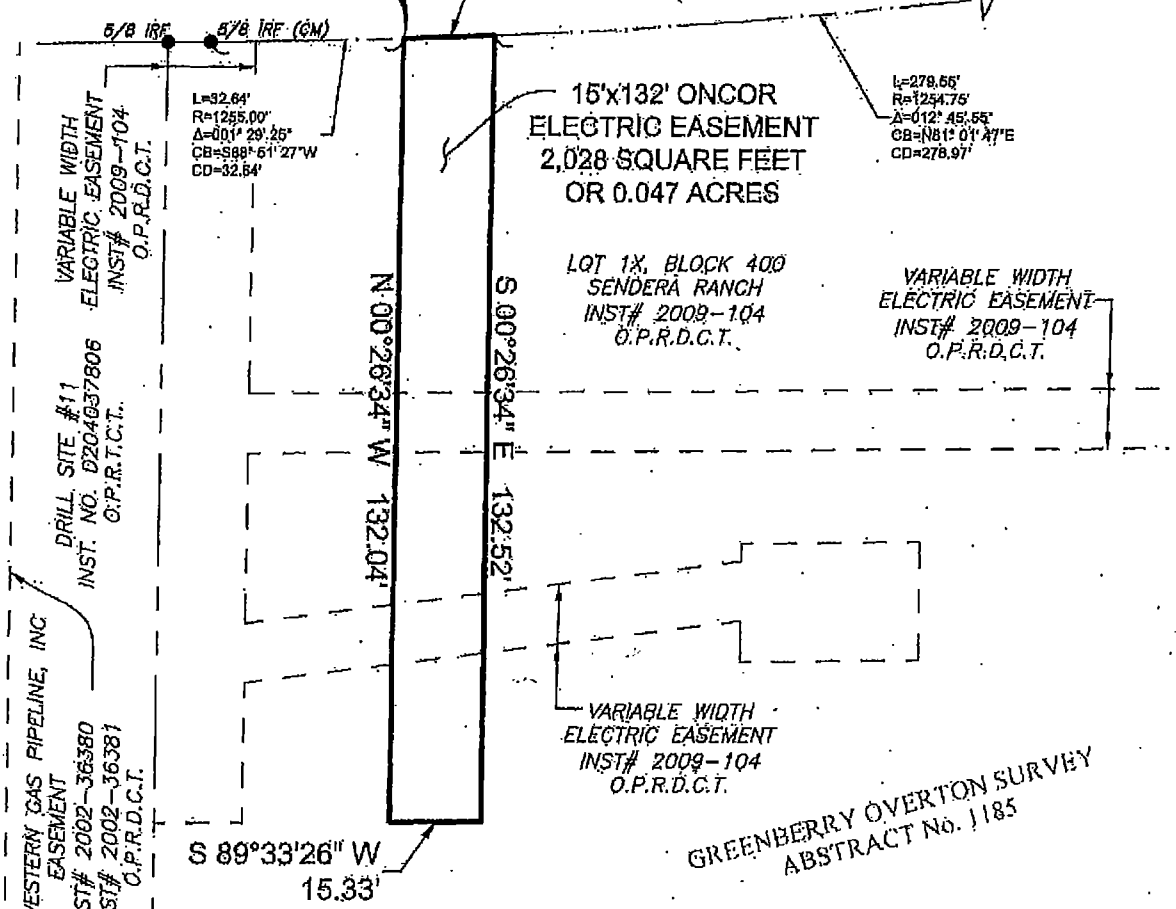 5/8 IRF
5/8 IRF (CM)
L=32.64'
R=1255.00'
Δ=001° 29' 25"
CB=S88° 51' 27"W
CD=32.64'
15'x132' ONCOR
ELECTRIC EASEMENT
2,028 SQUARE FEET
OR 0.047 ACRES
R=1254.75'
Δ=012° 45' 55"
CB=N81° 01' 47"E
CD=278.97'
VARIABLE WIDTH
ELECTRIC EASEMENT
INST# 2009-104
O.P.R.D.C.T.
LOT 1X, BLOCK 400
SENDERA RANCH
INST# 2009-104
O.P.R.D.C.T.
VARIABLE WIDTH
ELECTRIC EASEMENT
INST# 2009-104
O.P.R.D.C.T.
N 00°26'34" W 132.04'
S 00°26'34" E 132.52'
DRILL SITE #11
INST. NO. D204037806
O.P.R.T.C.T.
VARIABLE WIDTH
ELECTRIC EASEMENT
INST# 2009-104
O.P.R.D.C.T.
ESTERN GAS PIPELINE, INC
EASEMENT
ST# 2002-36380
ST# 2002-36381
O.P.R.D.C.T.
S 89°33'26" W
15.33'
GREENBERRY OVERTON SURVEY
ABSTRACT No. 1185